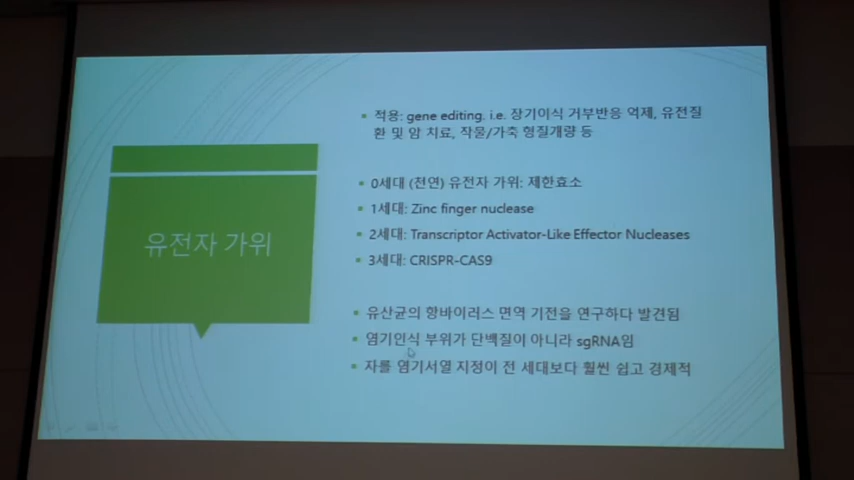 유전자 가위
적용: gene editing. i.e. 장기이식 거부반응 억제, 유전질
환 및 암 치료, 작물/가축 형질개량 등
0세대 (천연) 유전자 가위: 제한효소
1세대: Zinc finger nuclease
2세대: Transcriptor Activator-Like Effector Nucleases
3세대: CRISPR-CAS9
유산균의 항바이러스 면역 기전을 연구하다 발견됨
염기인식 부위가 단백질이 아니라 sgRNA임
자를 염기서열 지정이 전 세대보다 훨씬 쉽고 경제적